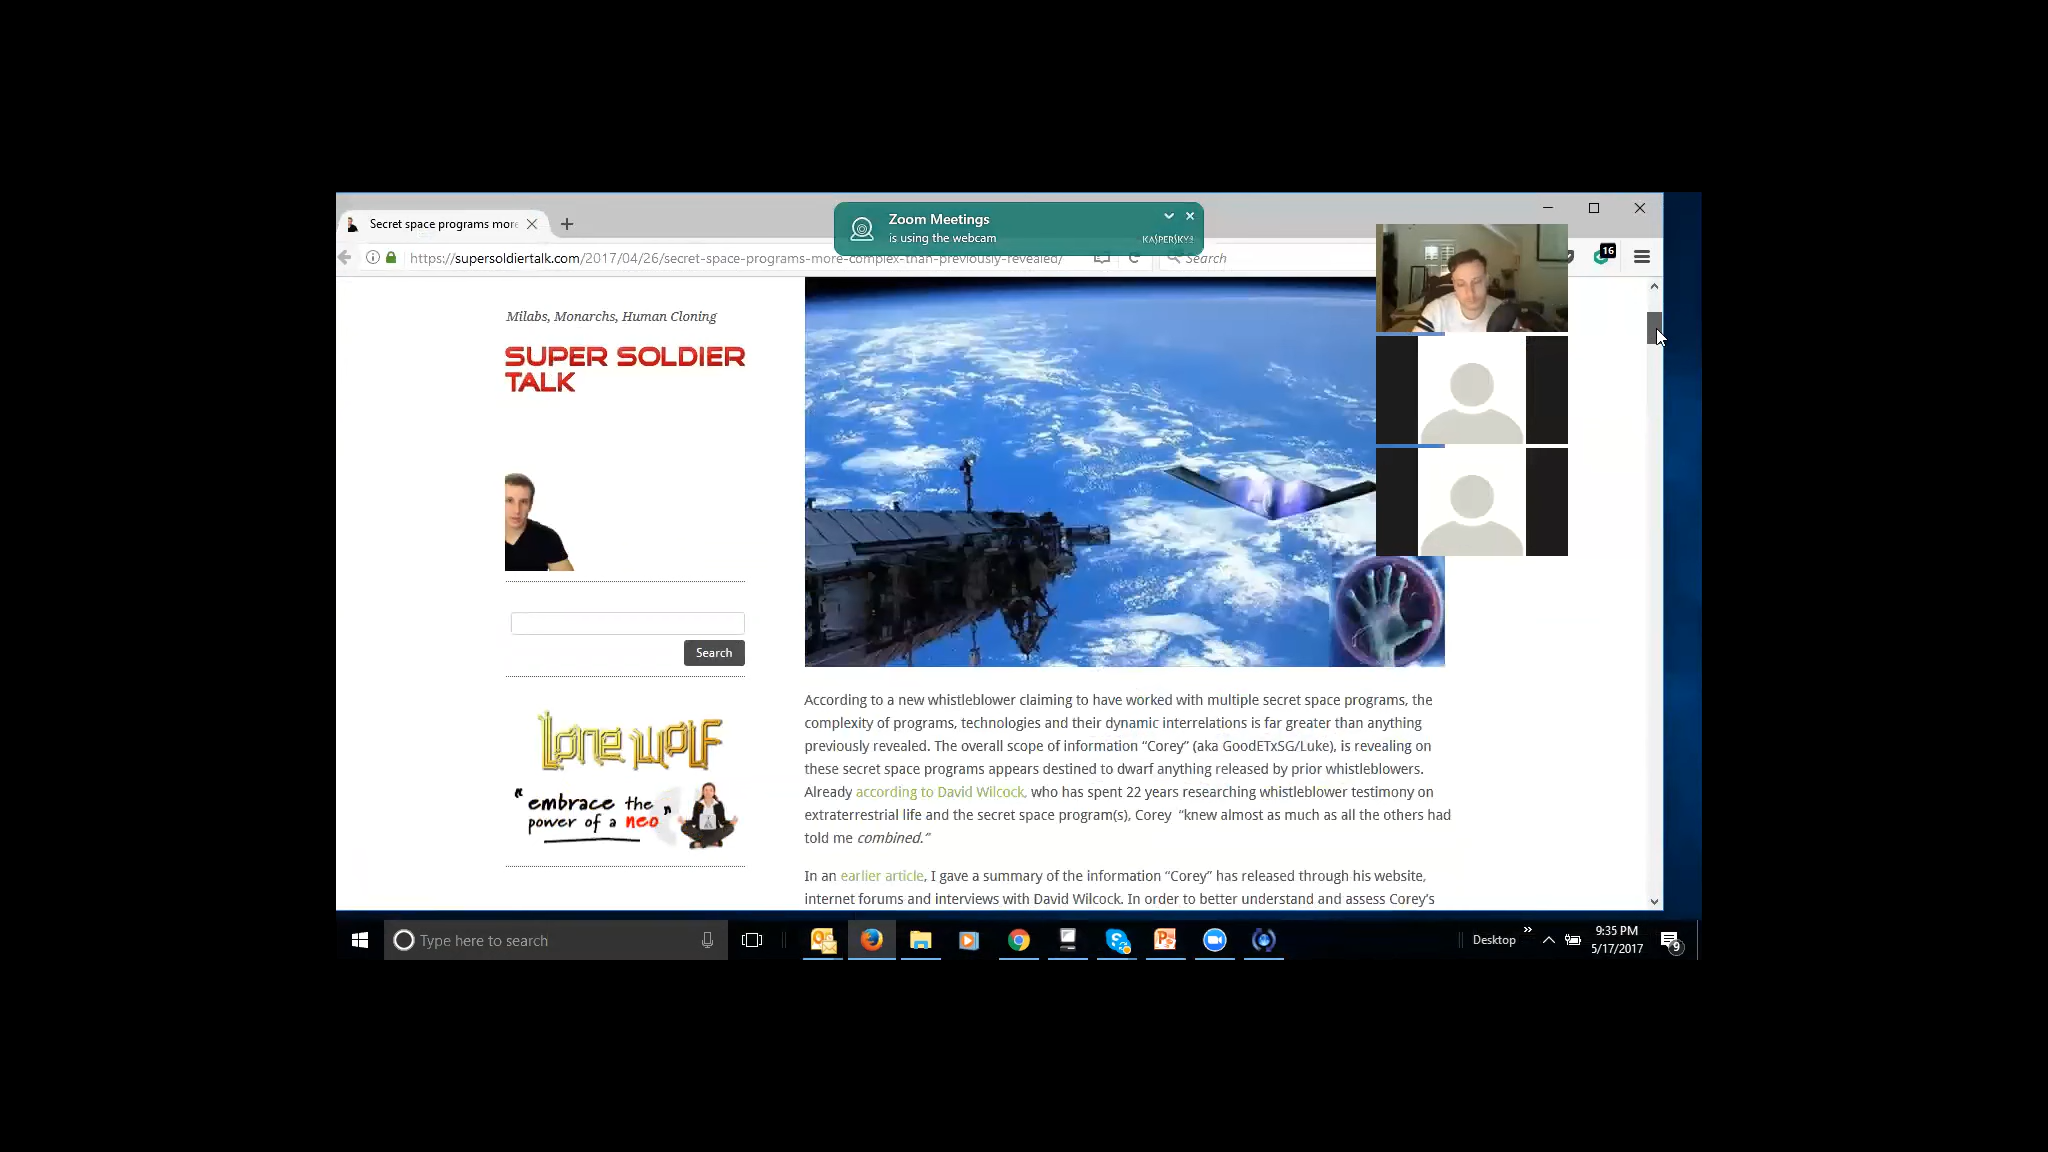 Secret space programs more
Zoom Meetings
is using the webcam
KASPERSKY
https://supersoldiertalk.com/2017/04/26/secret-space-programs-more-complex-than-previously-revealed/
Search
16
Milabs, Monarchs, Human Cloning
SUPER SOLDIER
TALK
Search
Lone Wolf
"embrace the
power of a neo"
According to a new whistleblower claiming to have worked with multiple secret space programs, the
complexity of programs, technologies and their dynamic interrelations is far greater than anything
previously revealed. The overall scope of information “Corey” (aka GoodETxSG/Luke), is revealing on
these secret space programs appears destined to dwarf anything released by prior whistleblowers.
Already according to David Wilcock, who has spent 22 years researching whistleblower testimony on
extraterrestrial life and the secret space program(s), Corey “knew almost as much as all the others had
told me combined.”
In an earlier article, I gave a summary of the information “Corey” has released through his website,
internet forums and interviews with David Wilcock. In order to better understand and assess Corey’s
Type here to search
Desktop
9:35 PM
5/17/2017
9